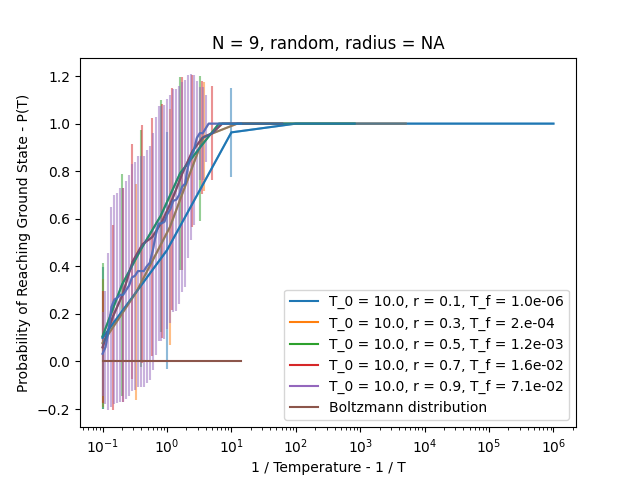 N = 9, random, radius = NA
Probability of Reaching Ground State - P(T)
1.2
1.0
0.8
0.6
0.4
0.2
0.0
−0.2
T_0 = 10.0, r = 0.1, T_f = 1.0e-06
T_0 = 10.0, r = 0.3, T_f = 2.e-04
T_0 = 10.0, r = 0.5, T_f = 1.2e-03
T_0 = 10.0, r = 0.7, T_f = 1.6e-02
T_0 = 10.0, r = 0.9, T_f = 7.1e-02
Boltzmann distribution
10⁻¹ 10⁰ 10¹ 10² 10³ 10⁴ 10⁵ 10⁶
1 / Temperature - 1 / T